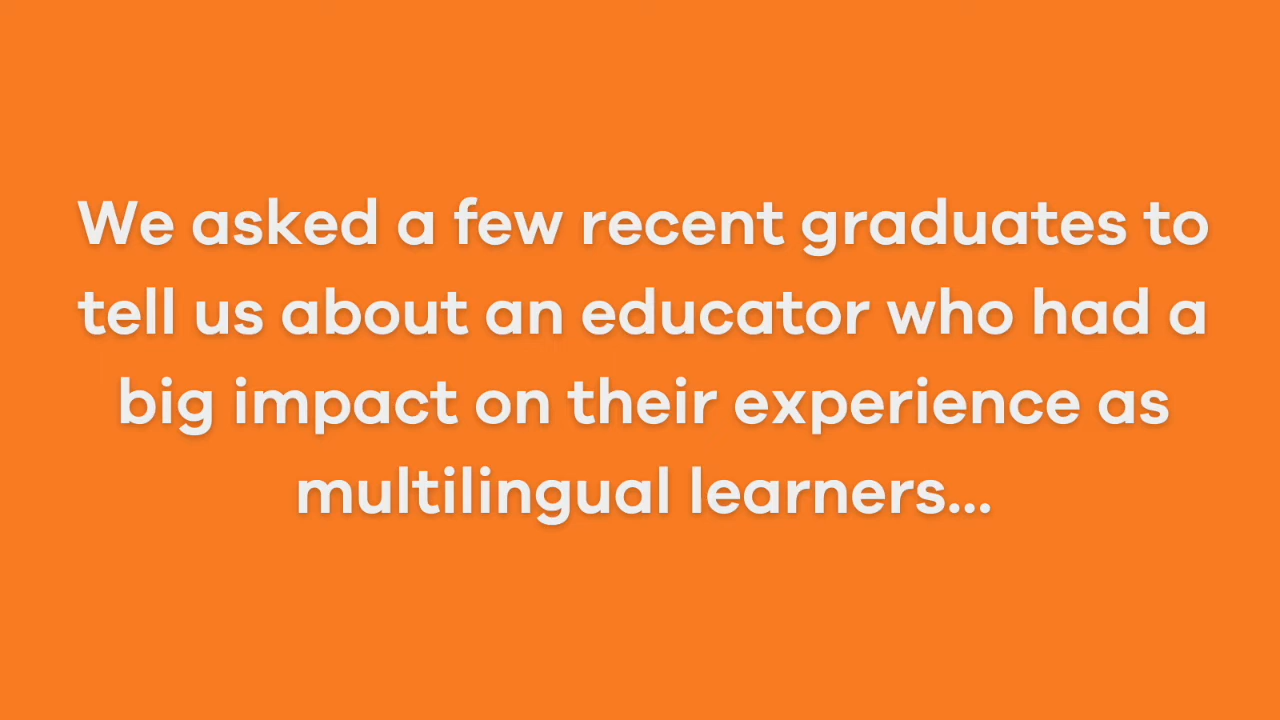 We asked a few recent graduates to
tell us about an educator who had a
big impact on their experience as
multilingual learners...